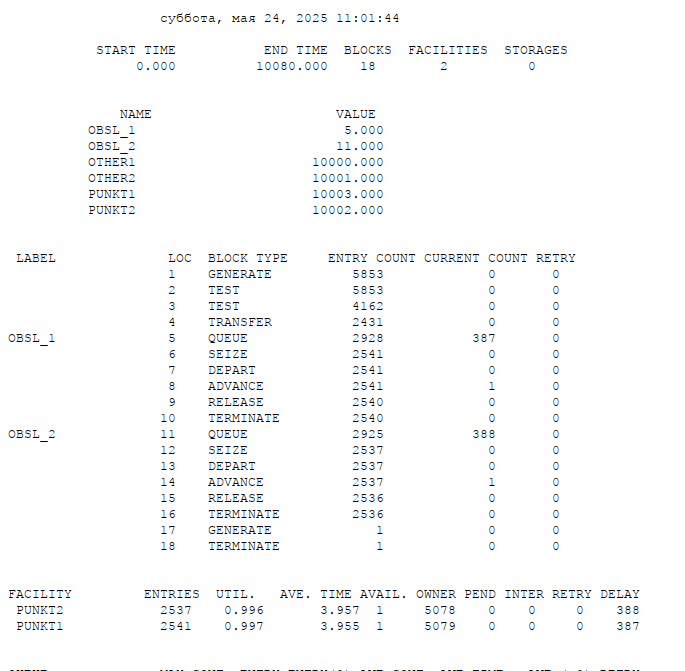 суббота, мая 24, 2025 11:01:44
START TIME END TIME BLOCKS FACILITIES STORAGES
0.000 10080.000 18 2 0
NAME VALUE
OBSL_1 5.000
OBSL_2 11.000
OTHER1 10000.000
OTHER2 10001.000
PUNKT1 10003.000
PUNKT2 10002.000
LABEL LOC BLOCK TYPE ENTRY COUNT CURRENT COUNT RETRY
1 GENERATE 5853 0 0
2 TEST 5853 0 0
3 TEST 4162 0 0
4 TRANSFER 2431 0 0
OBSL_1 5 QUEUE 2928 387 0
6 SEIZE 2541 0 0
7 DEPART 2541 0 0
8 ADVANCE 2541 1 0
9 RELEASE 2540 0 0
10 TERMINATE 2540 0 0
OBSL_2 11 QUEUE 2925 388 0
12 SEIZE 2537 0 0
13 DEPART 2537 0 0
14 ADVANCE 2537 1 0
15 RELEASE 2536 0 0
16 TERMINATE 2536 0 0
17 GENERATE 1 0 0
18 TERMINATE 1 0 0
FACILITY ENTRIES UTIL. AVE. TIME AVAIL. OWNER PEND INTER RETRY DELAY
PUNKT2 2537 0.996 3.957 1 5078 0 0 0 388
PUNKT1 2541 0.997 3.955 1 5079 0 0 0 387